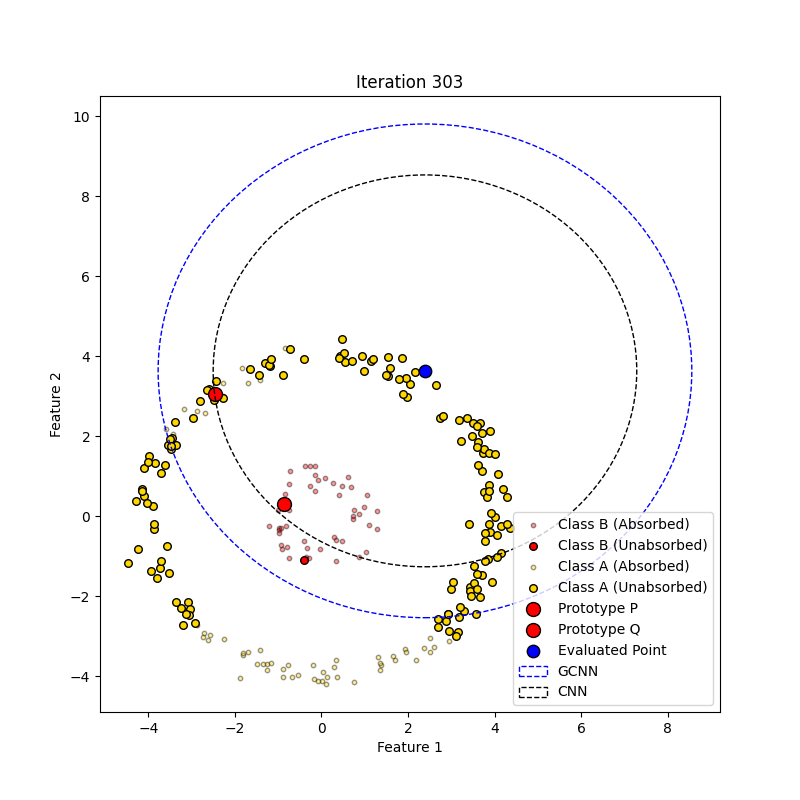 Iteration 303
10
8
6
4
2
0
−2
−4
Feature 2
−4
−2
0
2
4
6
8
Feature 1
Class B (Absorbed)
Class B (Unabsorbed)
Class A (Absorbed)
Class A (Unabsorbed)
Prototype P
Prototype Q
Evaluated Point
GCNN
CNN